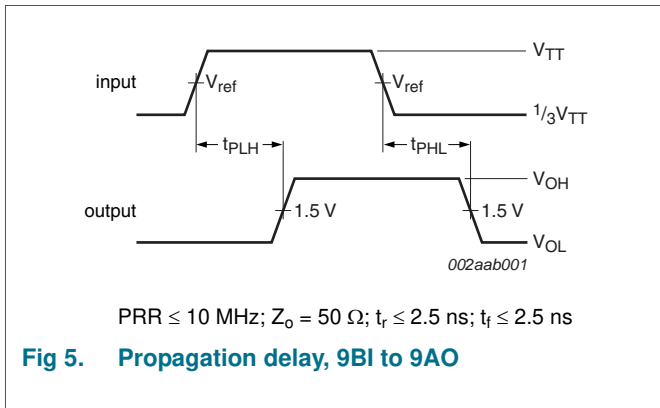 V_TT
input
V_ref
V_ref
1/3V_TT
t_PLH
t_PHL
V_OH
output
1.5 V
1.5 V
V_OL
002aab001
PRR ≤ 10 MHz; Z_o = 50 Ω; t_r ≤ 2.5 ns; t_f ≤ 2.5 ns
Fig 5. Propagation delay, 9BI to 9AO